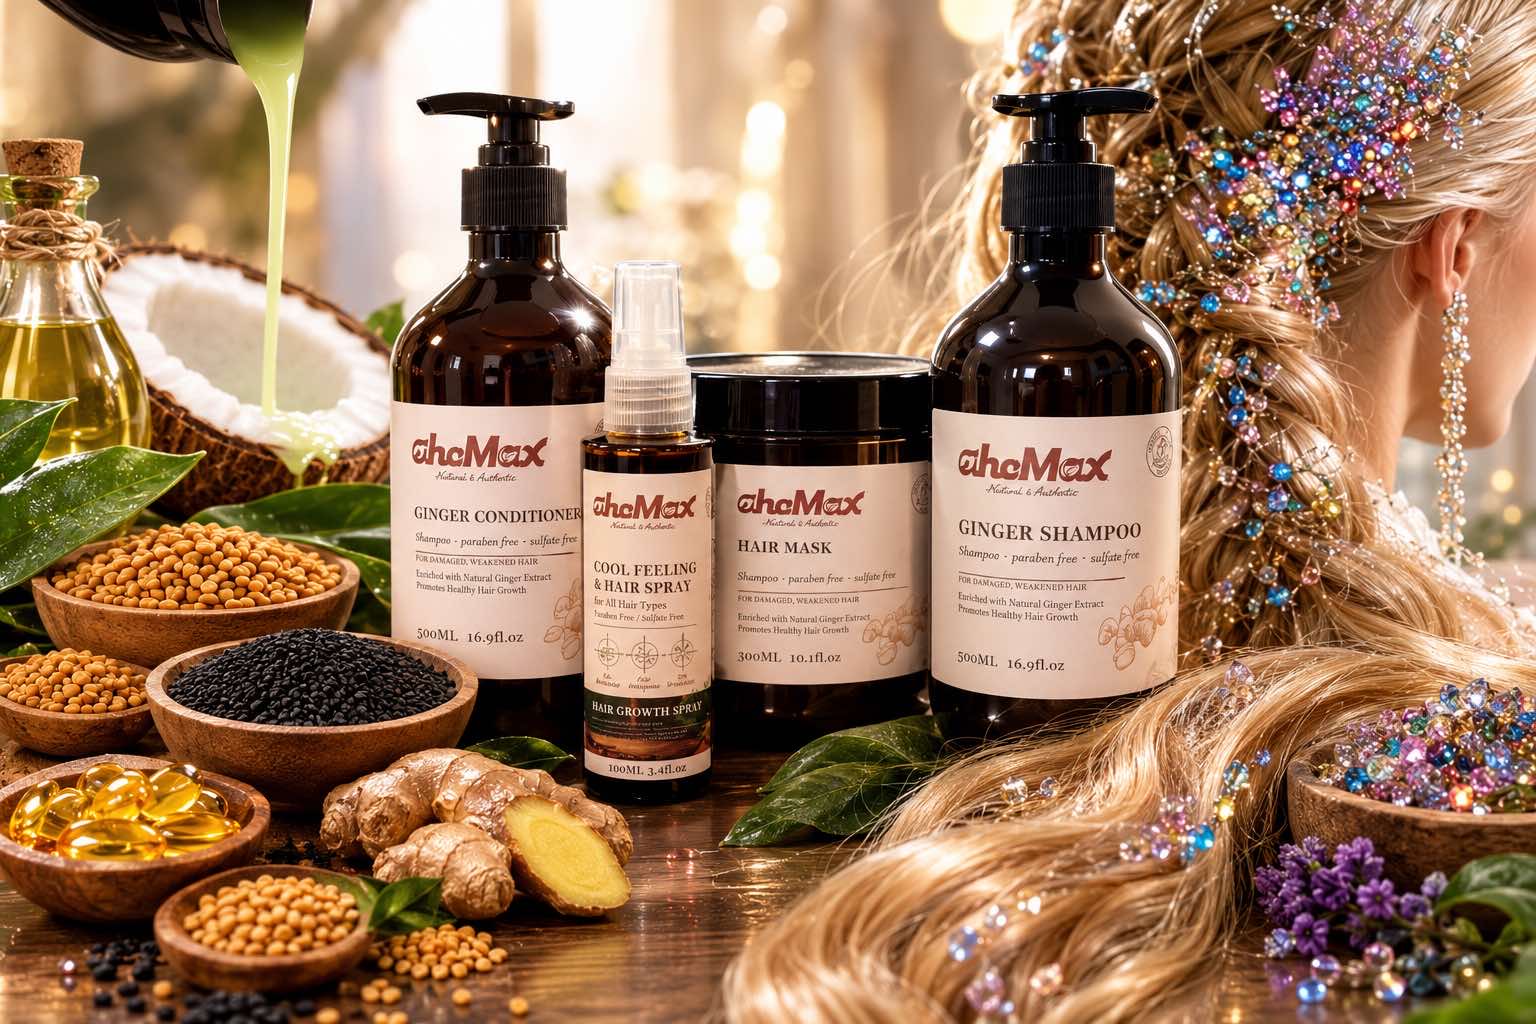 ahcMax
Natural & Authentic
GINGER CONDITIONER
Shampoo - paraben free - sulfate free
FOR DAMAGED, WEAKENED HAIR
Enriched with Natural Ginger Extract
Promotes Healthy Hair Growth
500ML 16.9fl.oz
ahcMax
Natural & Authentic
COOL FEELING
& HAIR SPRAY
for All Hair Types
Paraben Free / Sulfate Free
HAIR GROWTH SPRAY
100ML 3.4fl.oz
ahcMax
Natural & Authentic
HAIR MASK
Shampoo - paraben free - sulfate free
FOR DAMAGED, WEAKENED HAIR
Enriched with Natural Ginger Extract
Promotes Healthy Hair Growth
300ML 10.1fl.oz
ahcMax
Natural & Authentic
GINGER SHAMPOO
Shampoo - paraben free - sulfate free
FOR DAMAGED, WEAKENED HAIR
Enriched with Natural Ginger Extract
Promotes Healthy Hair Growth
500ML 16.9fl.oz